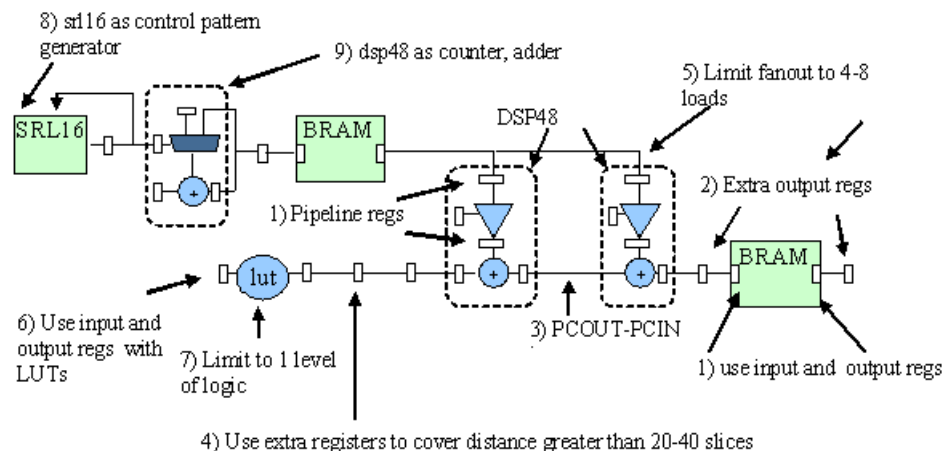 8) srl16 as control pattern
generator
9) dsp48 as counter, adder
5) Limit fanout to 4-8
loads
SRL16
BRAM
DSP48
1) Pipeline regs
2) Extra output regs
+
lut
+
+
BRAM
6) Use input and
output regs with
LUTs
7) Limit to 1 level
of logic
3) PCOUT-PCIN
1) use input and output regs
4) Use extra registers to cover distance greater than 20-40 slices